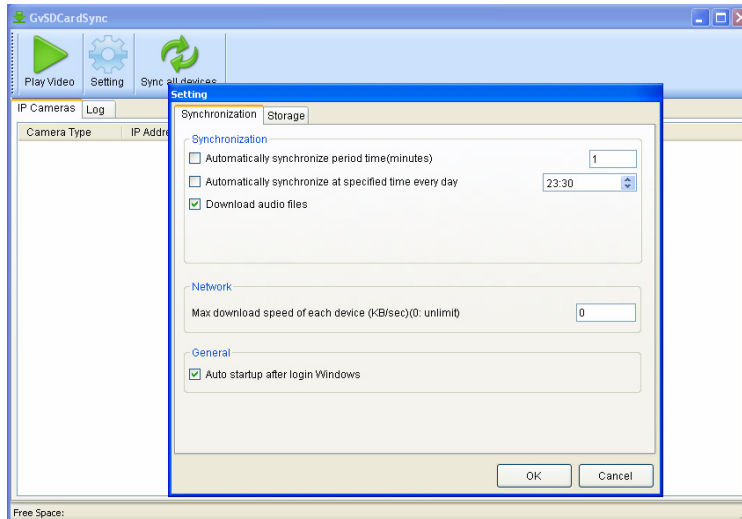 GvSDCardSync
Play Video
Setting
Sync all devices
IP Cameras
Log
Camera Type
IP Addre
Setting
Synchronization
Storage
Synchronization
Automatically synchronize period time(minutes)
1
Automatically synchronize at specified time every day
23:30
Download audio files
Network
Max download speed of each device (KB/sec)(0: unlimit)
0
General
Auto startup after login Windows
OK
Cancel
Free Space: